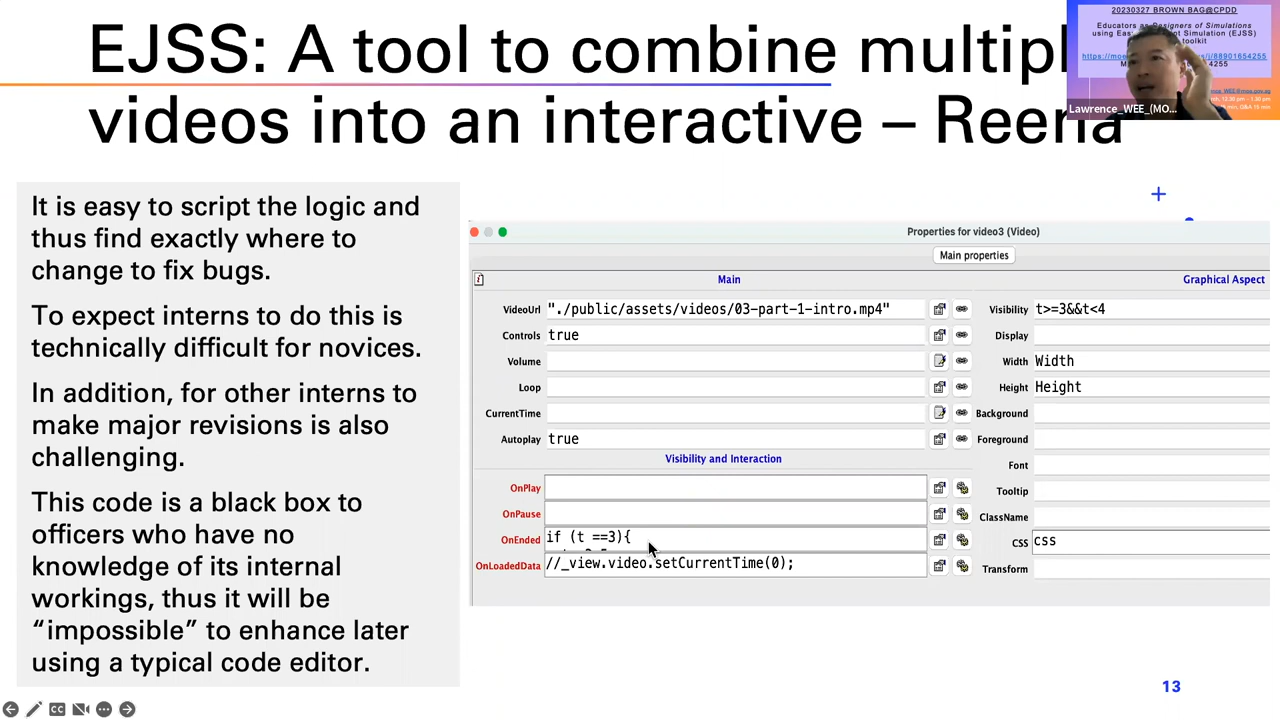 EJSS: A tool to combine
videos into an interactive – Reena
20230327 BROWN BAG@CPDD
Educators as Designers of Simulations
Lawrence_WEE_(MO...
It is easy to script the logic and
thus find exactly where to
change to fix bugs.
To expect interns to do this is
technically difficult for novices.
In addition, for other interns to
make major revisions is also
challenging.
This code is a black box to
officers who have no
knowledge of its internal
workings, thus it will be
“impossible” to enhance later
using a typical code editor.
Properties for video3 (Video)
Main properties
Main
VideoUrl "./public/assets/videos/03-part-1-intro.mp4"
Controls true
Volume
Loop
CurrentTime
Autoplay true
Visibility and Interaction
OnPlay
OnPause
OnEnded if (t ==3){
OnLoadedData //_view.video.setCurrentTime(0);
Graphical Aspect
Visibility t>=3&&t<4
Display
Width Width
Height Height
Background
Foreground
Font
Tooltip
ClassName
CSS css
Transform
13
CC